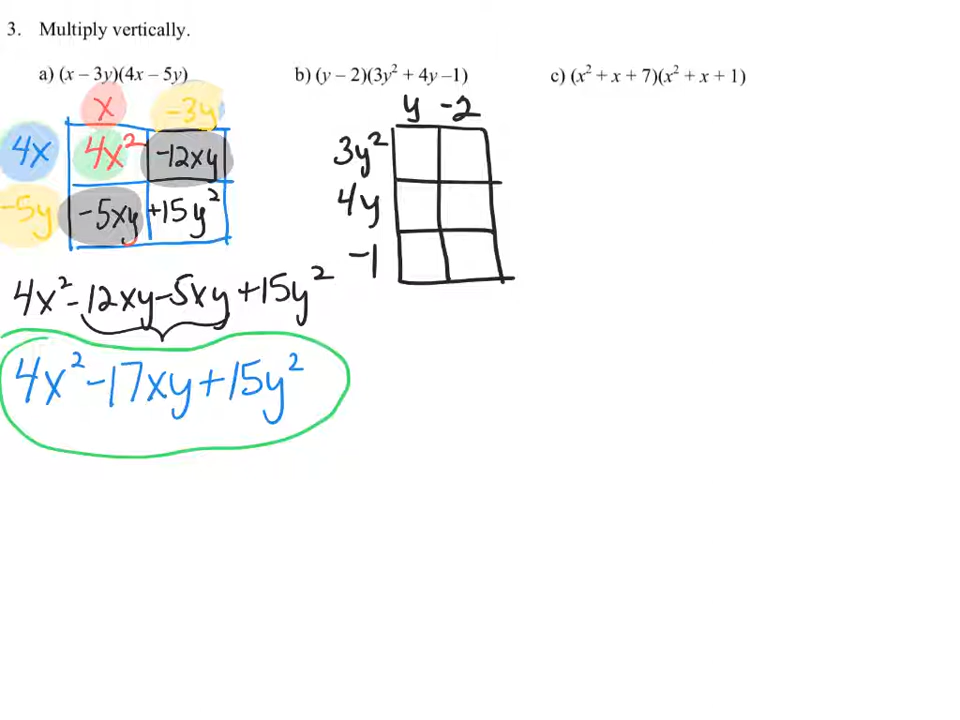 3. Multiply vertically.
a) (x – 3y)(4x – 5y)
b) (y – 2)(3y² + 4y –1)
c) (x² + x + 7)(x² + x + 1)
x -3y
4x 4x² -12xy
-5y -5xy +15y²
4x² - 12xy - 5xy + 15y²
4x² - 17xy + 15y²
y -2
3y²
4y
-1